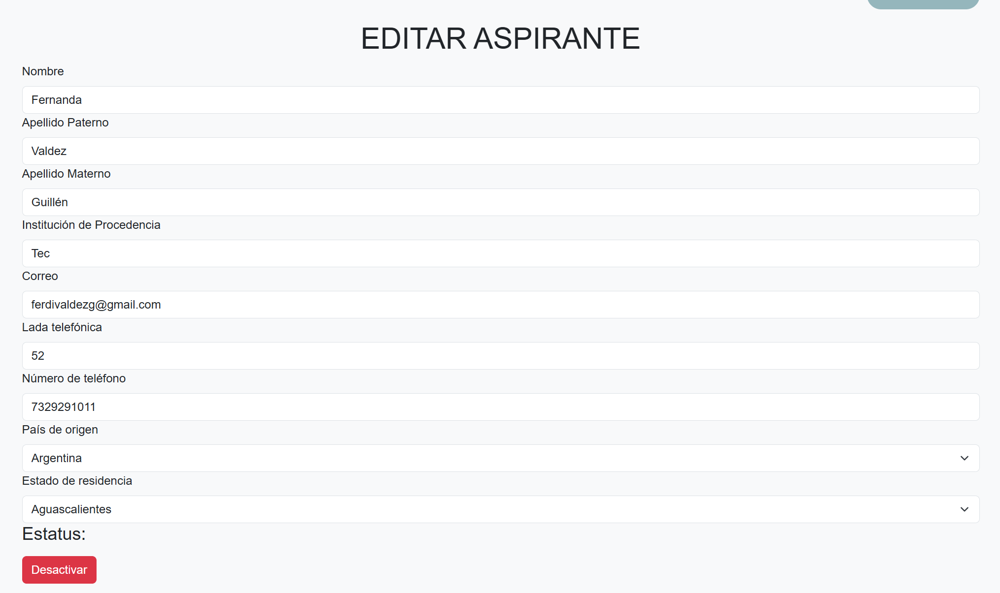 EDITAR ASPIRANTE
Nombre
Fernanda
Apellido Paterno
Valdez
Apellido Materno
Guillén
Institución de Procedencia
Tec
Correo
ferdivaldezg@gmail.com
Lada telefónica
52
Número de teléfono
7329291011
País de origen
Argentina
Estado de residencia
Aguascalientes
Estatus:
Desactivar